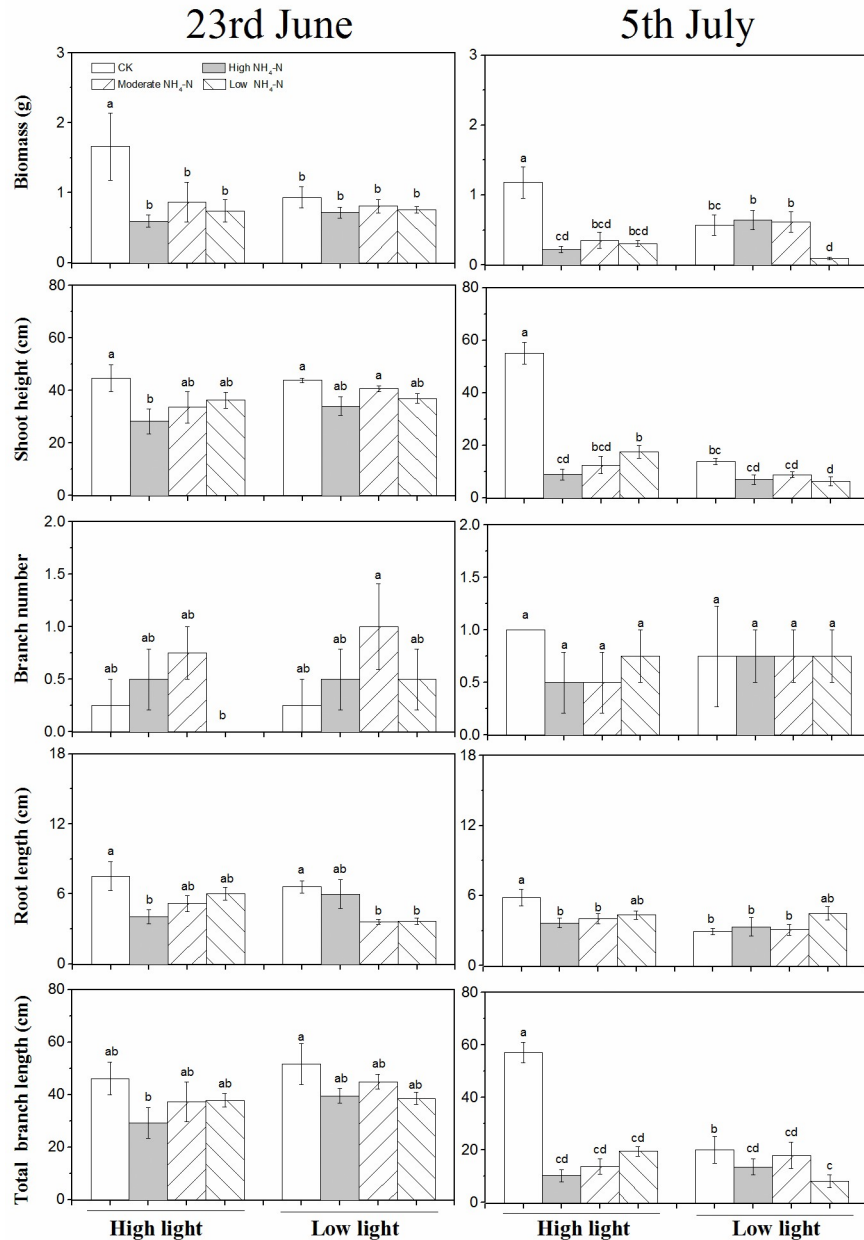 23rd June 5th July
3 3
CK High NH4-N
Moderate NH4-N Low NH4-N
a
2 2
a
Biomass (g)
b b b b b b b
1 1
cd bcd bcd bc b b d
0 0
80 80
a
60 60
a ab ab a ab a ab
b
Shoot height (cm)
40 40
20 20
cd bcd b bc cd cd d
0 0
2.0 2.0
a
1.5 1.5
ab ab ab ab ab ab
a a a a a a a a
Branch number
1.0 1.0
0.5 0.5
b
0.0 0.0
18 18
12 12
a b ab ab a ab b b
a b b ab b b b ab
Root length (cm)
6 6
0 0
80 80
ab b ab ab a ab ab ab
a
60 60
Total branch length (cm)
40 40
cd cd cd b cd cd c
20 20
0 0
High light Low light High light Low light